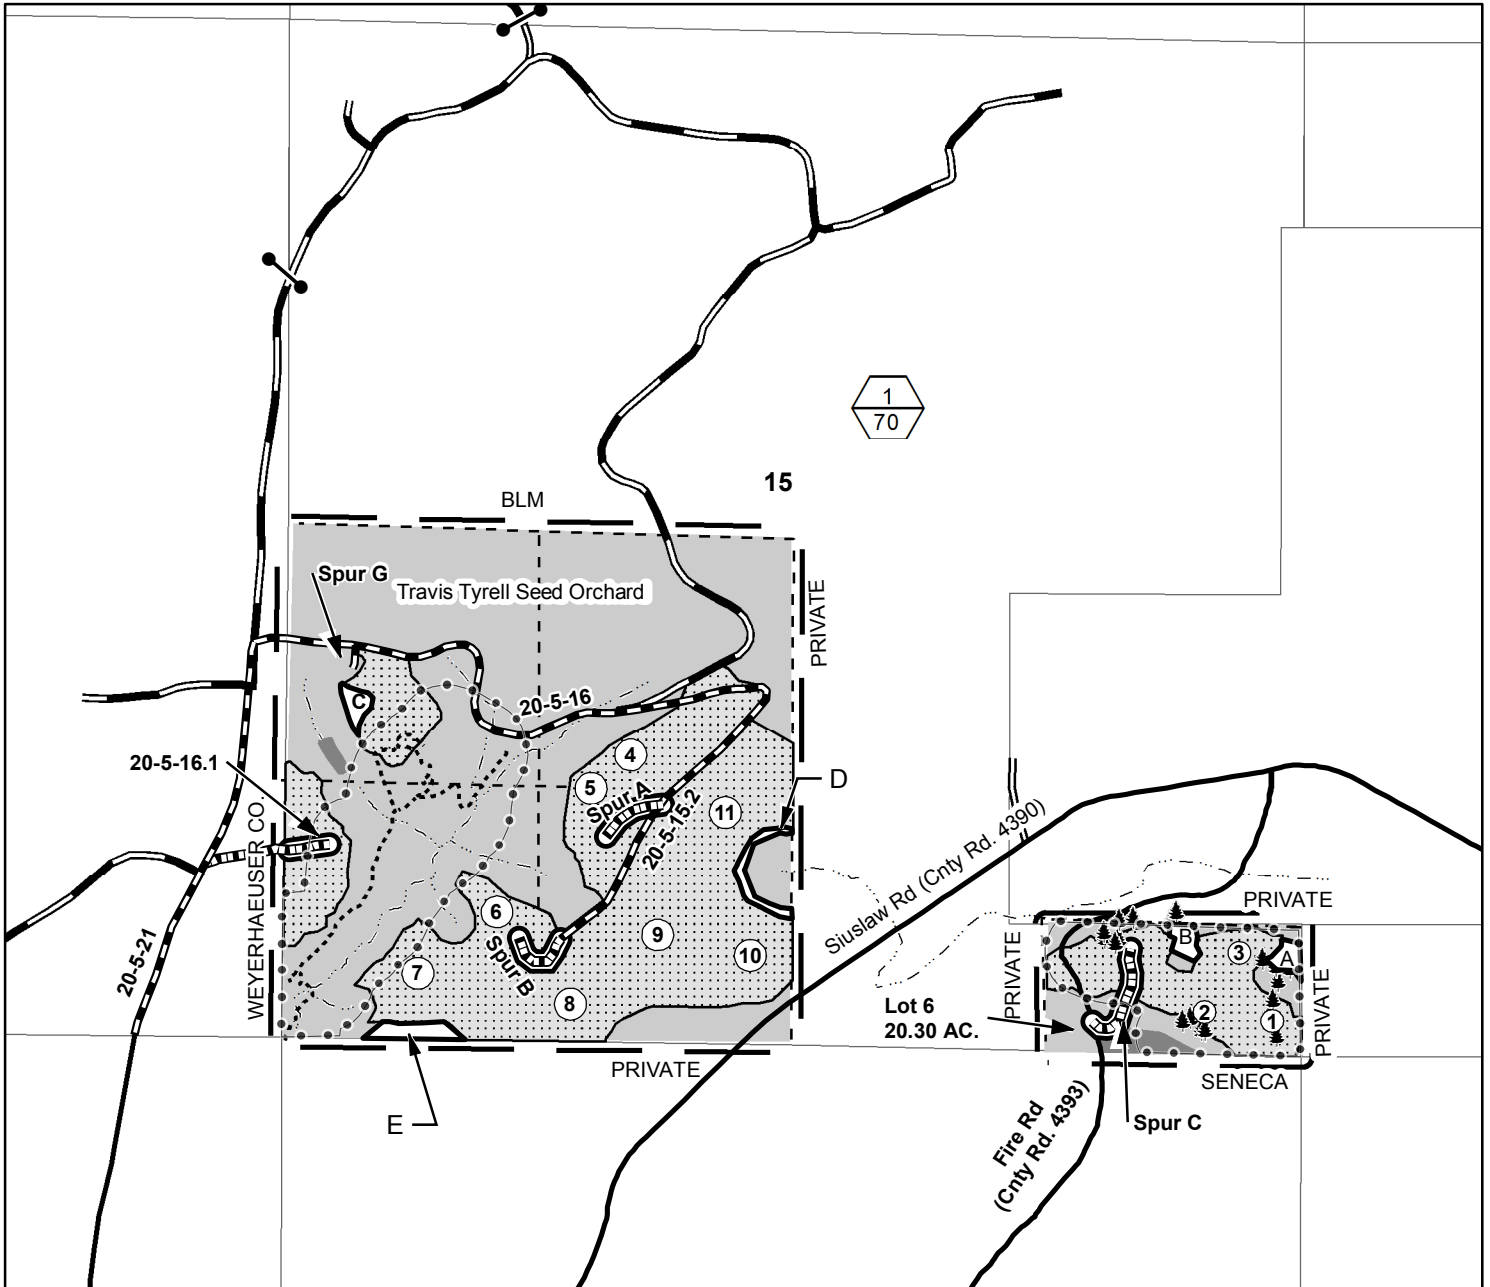 1
70
15
BLM
Spur G
Travis Tyrell Seed Orchard
PRIVATE
C
20-5-16
20-5-16.1
4
5
Spur A
11
D
20-5-15.2
Siuslaw Rd (Cnty Rd. 4390)
WEYERHAEUSER CO.
20-5-21
6
Spur B
9
10
7
8
PRIVATE
E
PRIVATE
PRIVATE
B
3
A
Lot 6
20.30 AC.
2
1
PRIVATE
SENECA
Spur C
Fire Rd
(Cnty Rd. 4393)